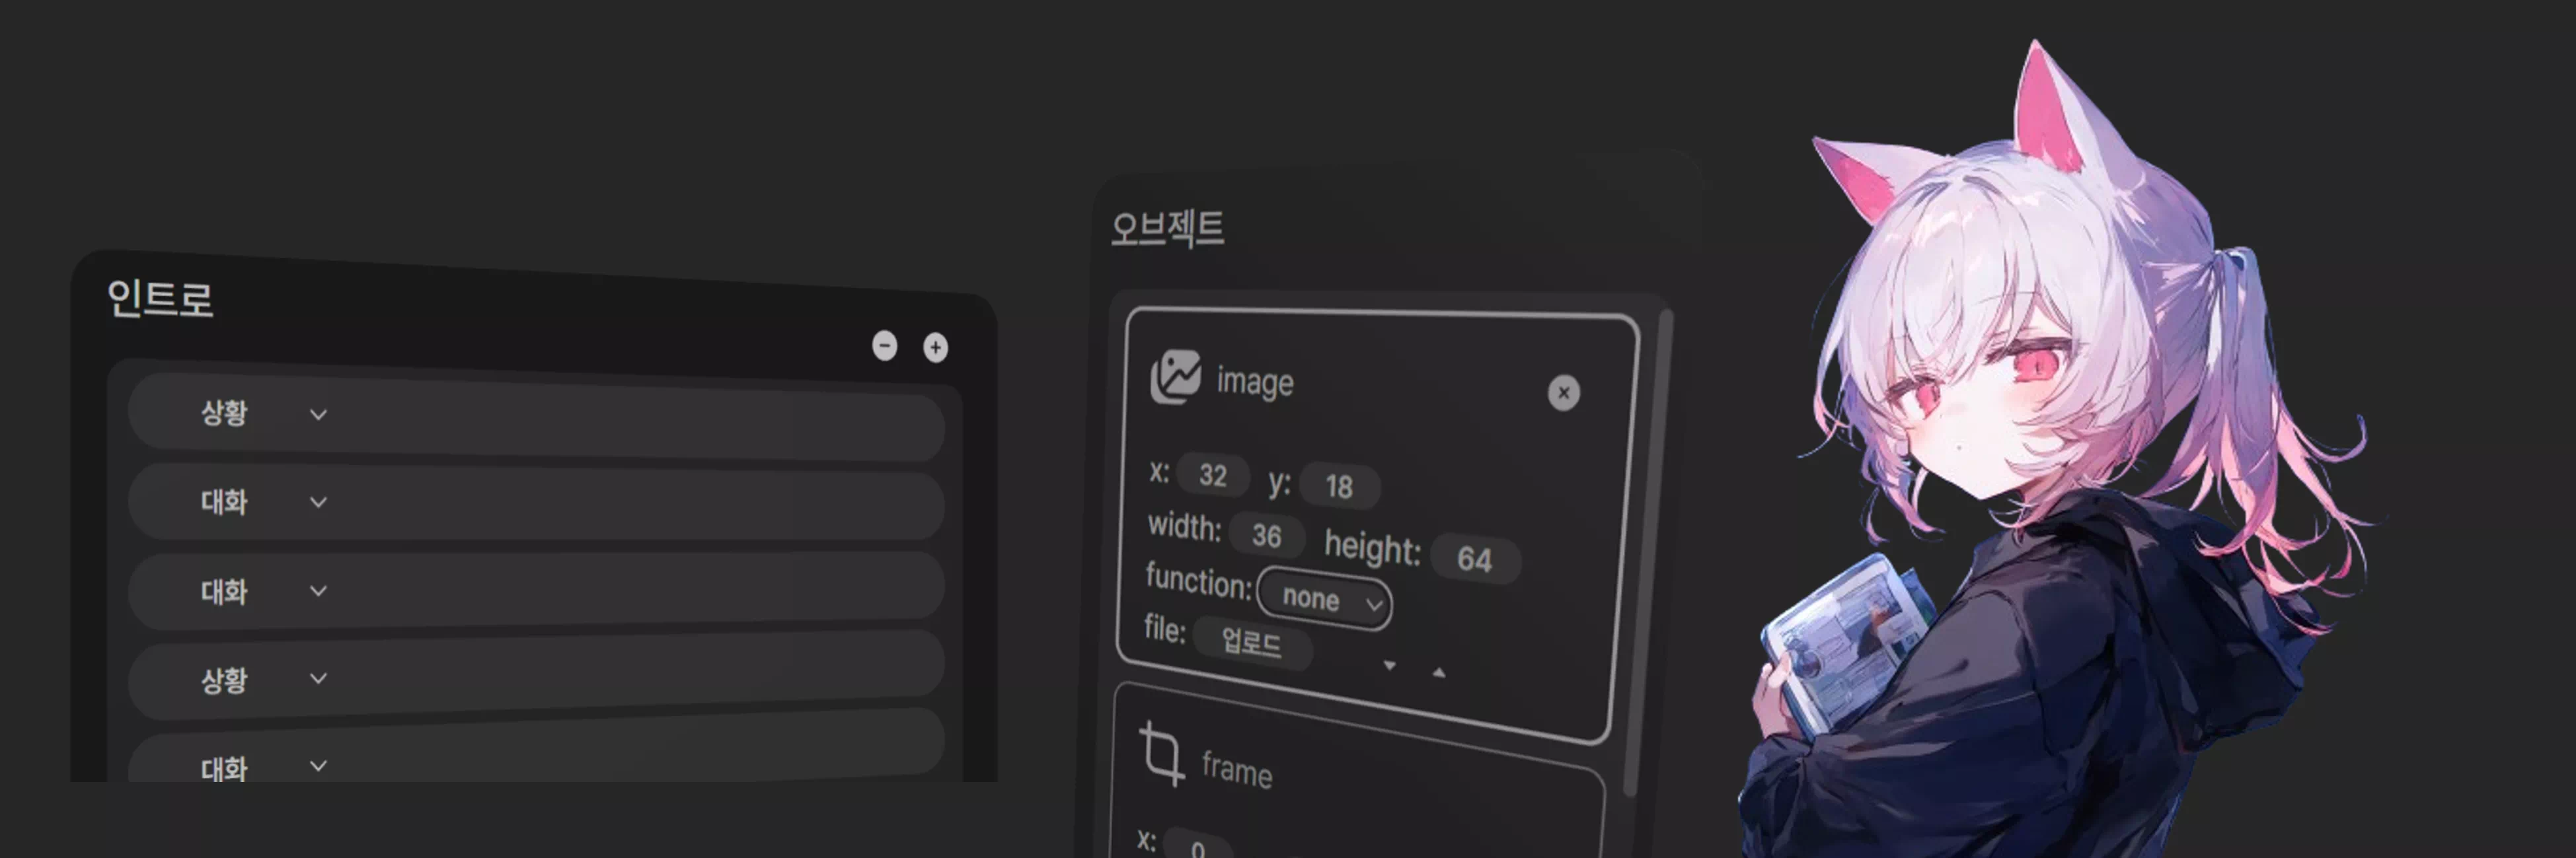 인트로
상황
대화
대화
상황
대화
오브젝트
image
x: 32 y: 18
width: 36 height: 64
function: none
file: 업로드
frame
x: 0